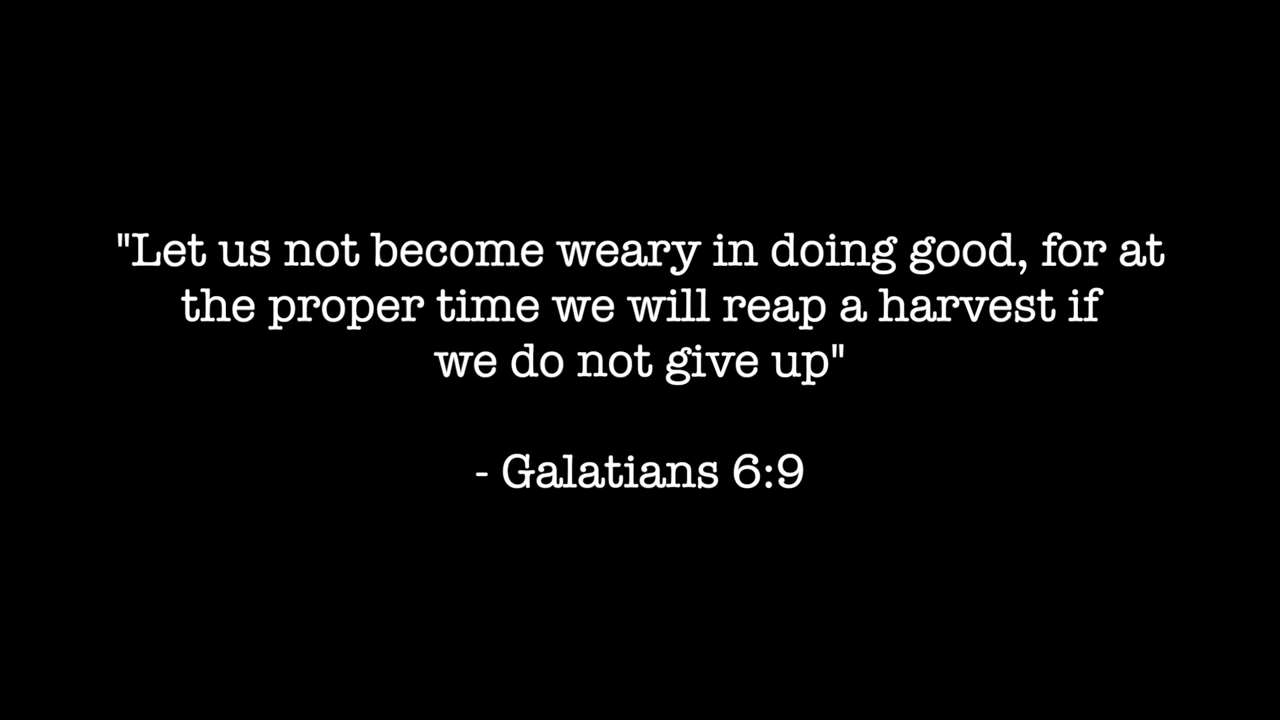 "Let us not become weary in doing good, for at
the proper time we will reap a harvest if
we do not give up"
- Galatians 6:9